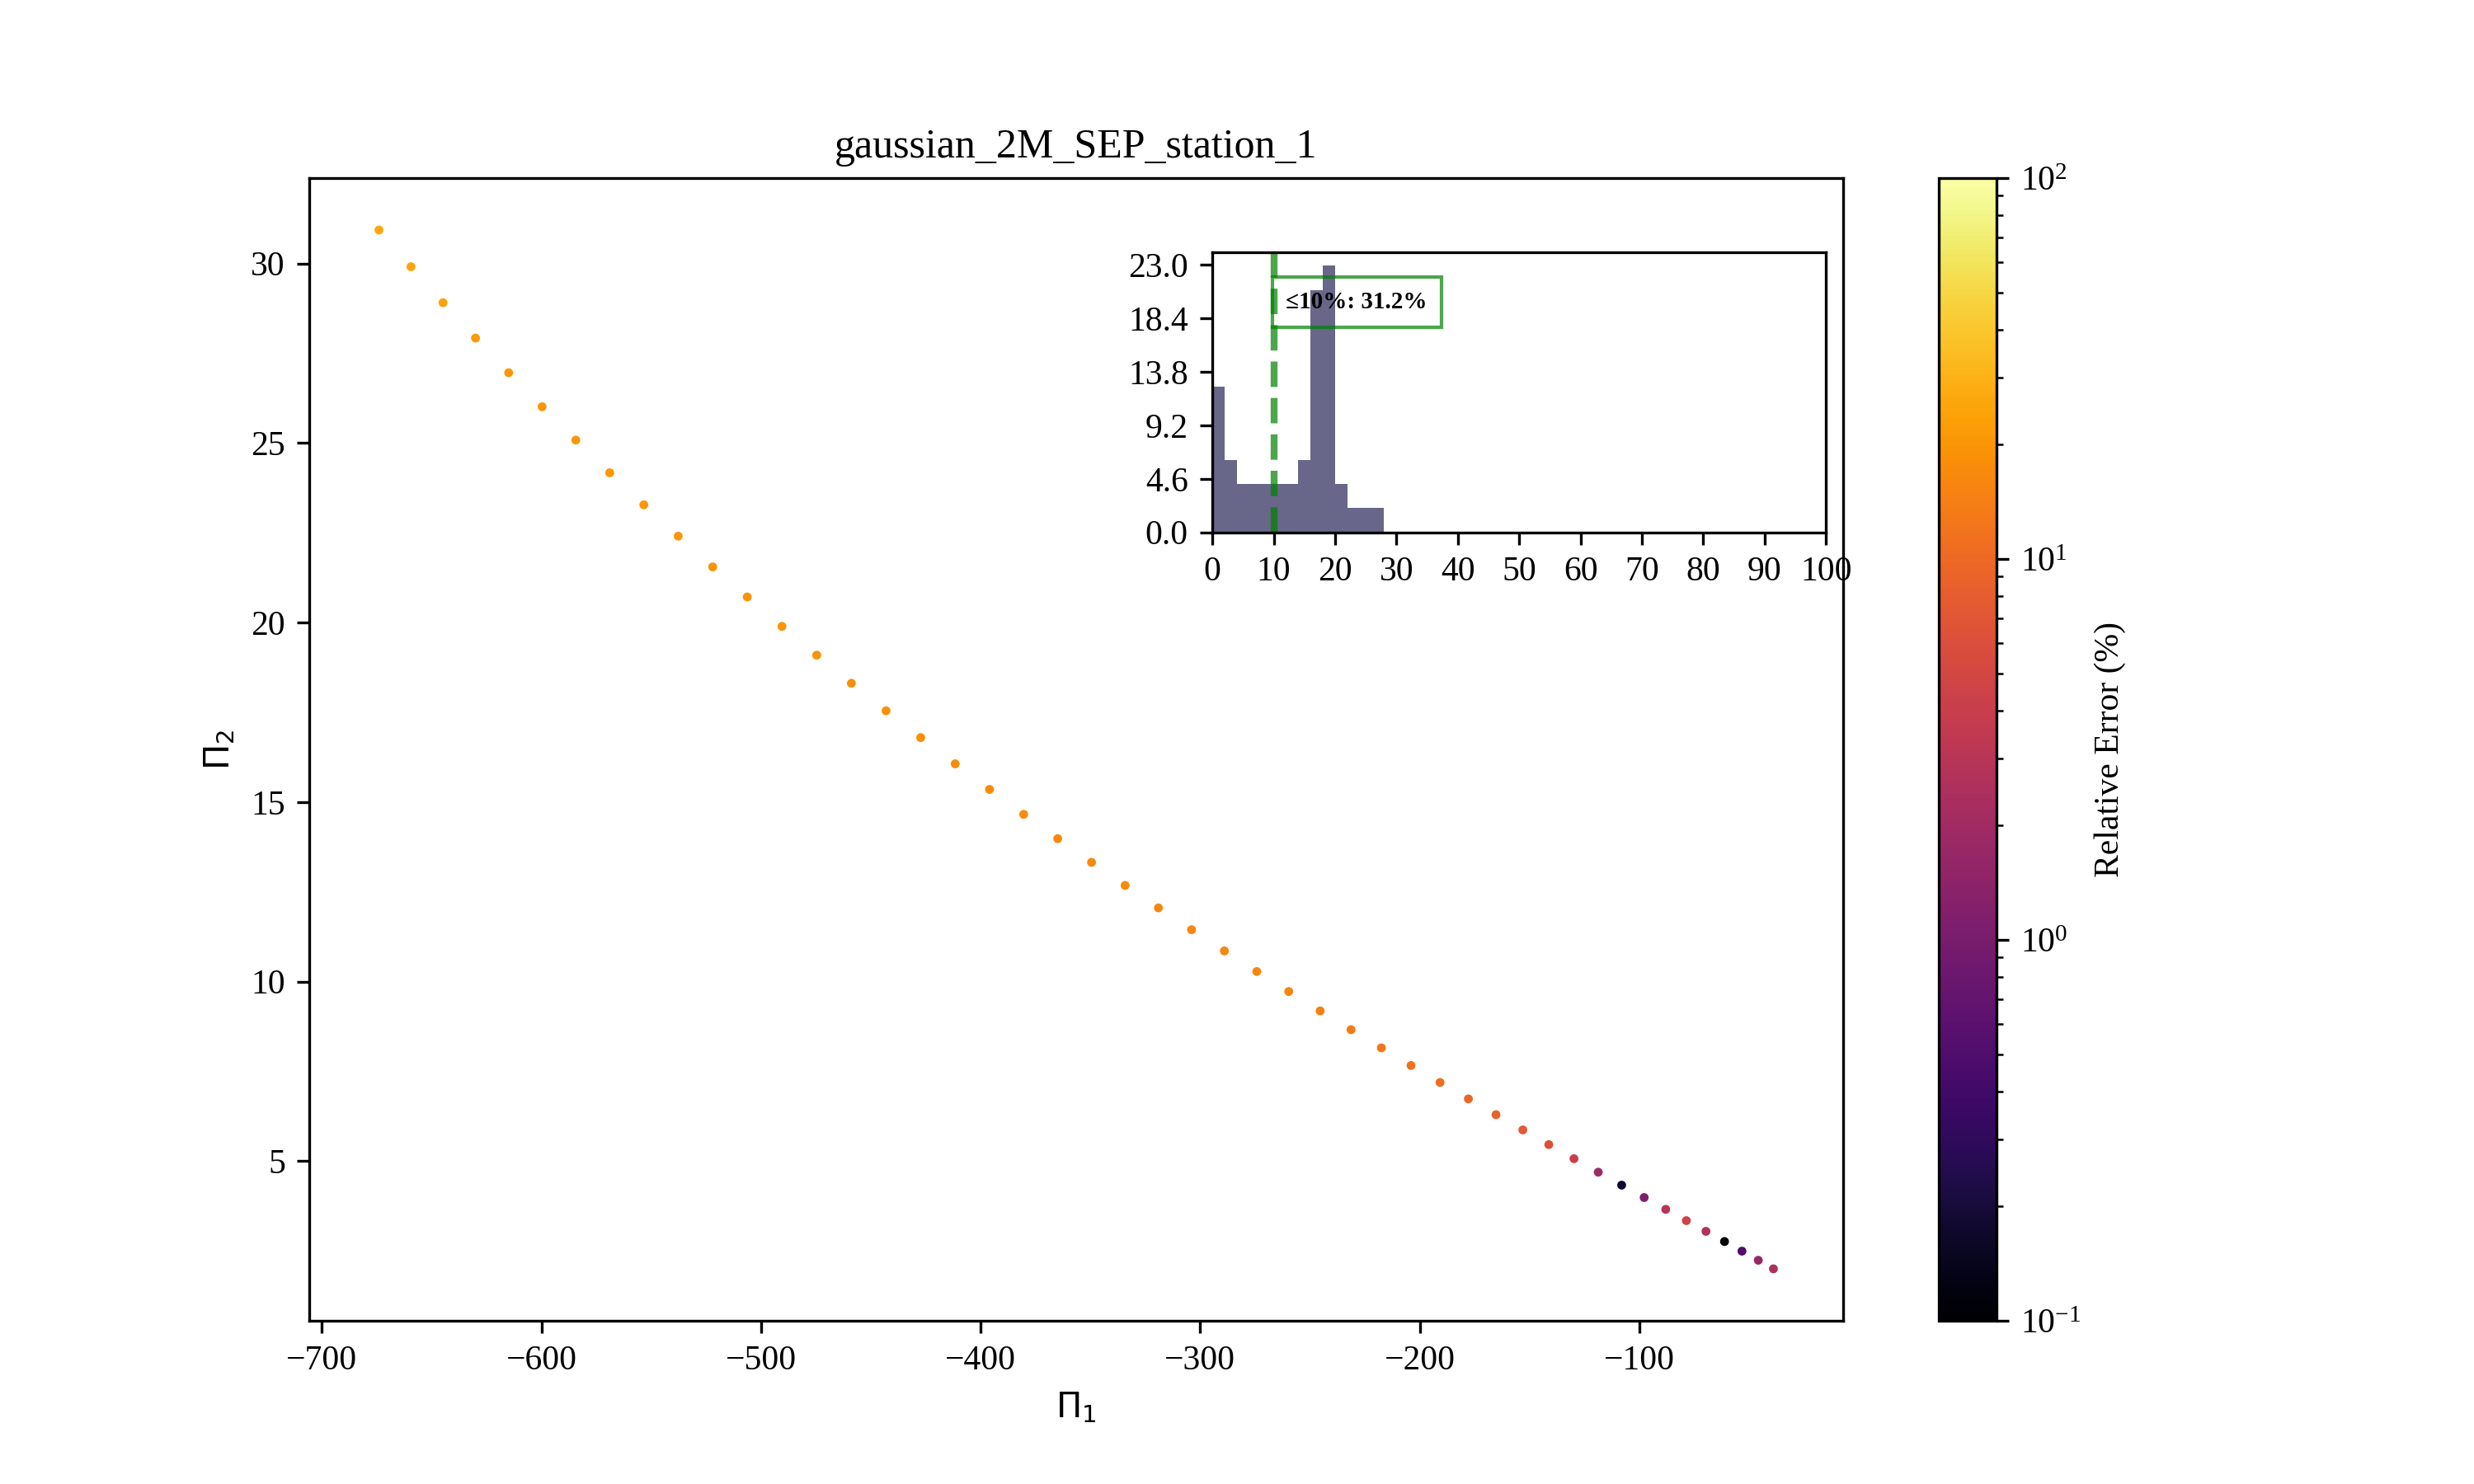 gaussian_2M_SEP_station_1
30
25
20
15
10
5
Π₂
−700 −600 −500 −400 −300 −200 −100
Π₁
23.0
18.4
13.8
9.2
4.6
0.0
≤10%: 31.2%
0 10 20 30 40 50 60 70 80 90 100
10²
10¹
10⁰
10⁻¹
Relative Error (%)